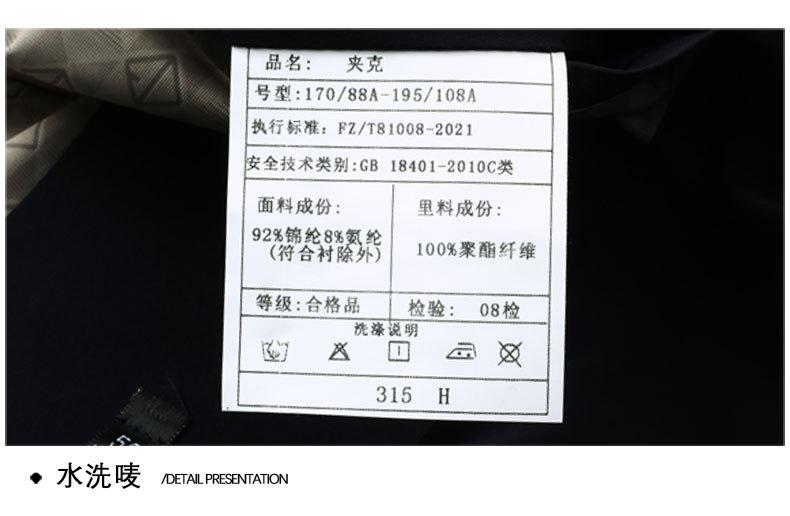 品名: 夹克
号型:170/88A-195/108A
执行标准: FZ/T81008-2021
安全技术类别:GB 18401-2010C类
面料成份:
92%锦纶8%氨纶
(符合衬除外)
里料成份:
100%聚酯纤维
等级:合格品
检验: 08检
洗涤说明
315 H
水洗唛 /DETAIL PRESENTATION